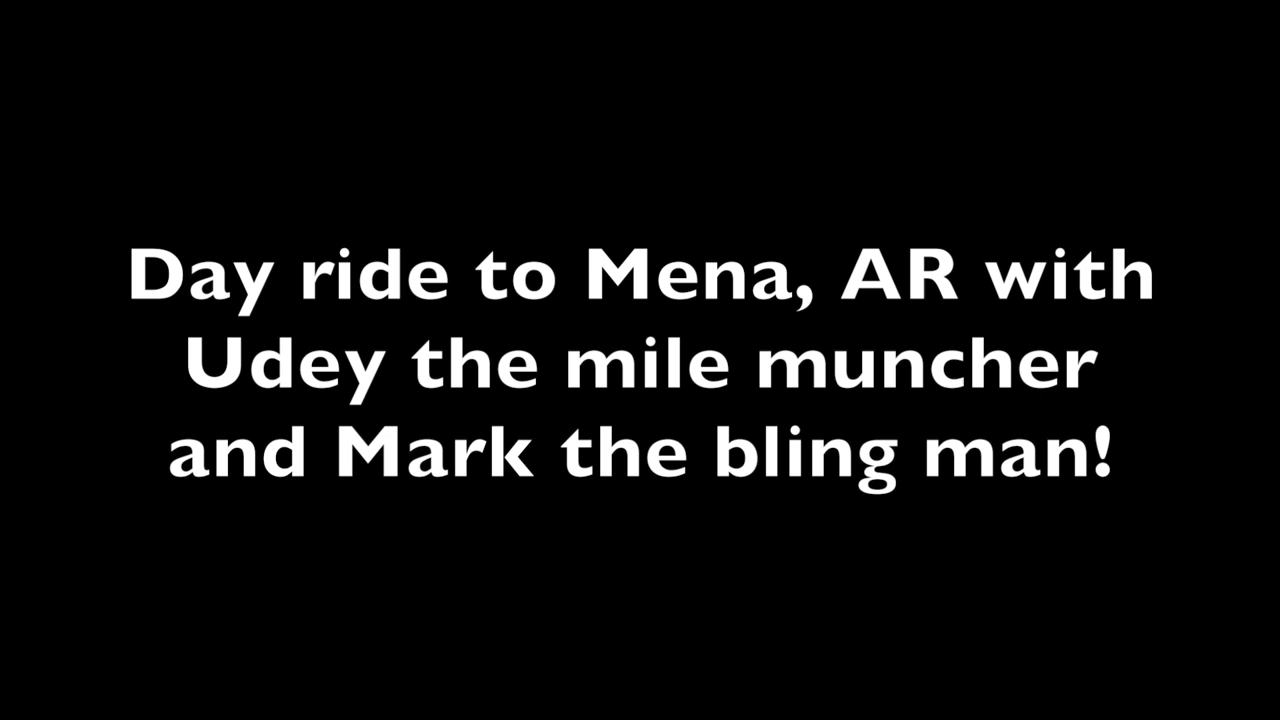 Day ride to Mena, AR with
Udey the mile muncher
and Mark the bling man!